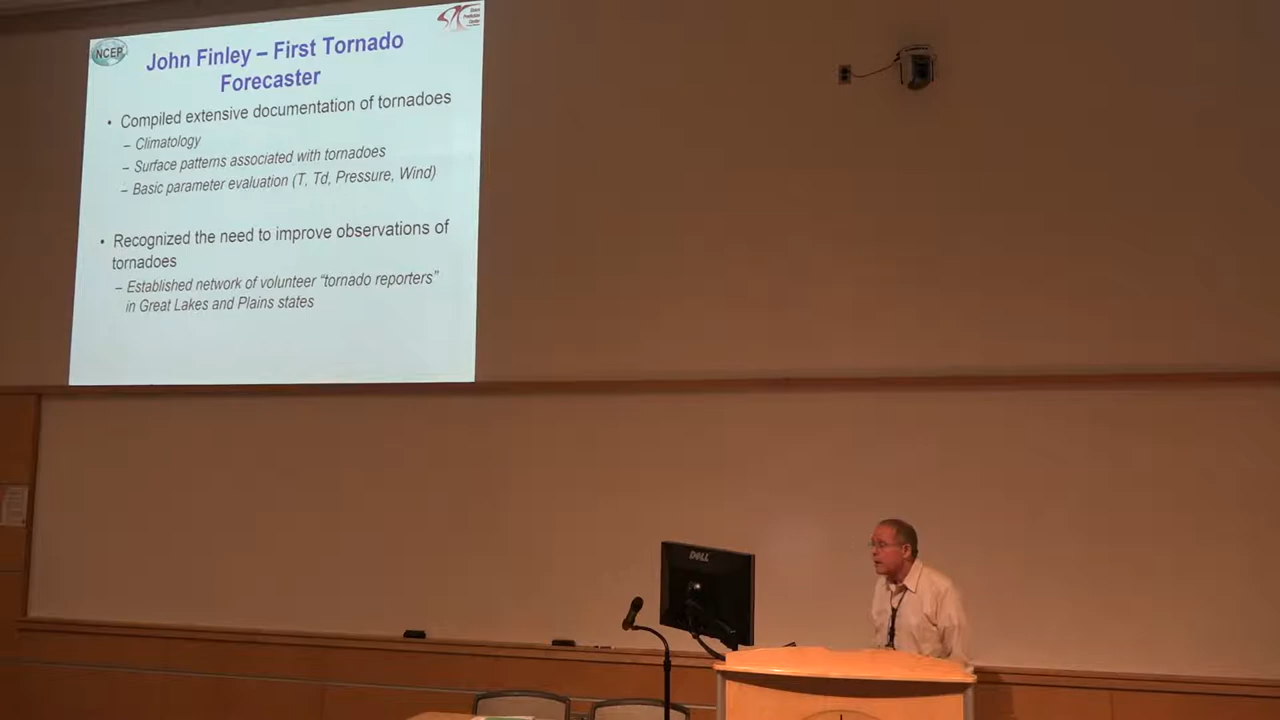 NCEP
John Finley – First Tornado
Forecaster
• Compiled extensive documentation of tornadoes
– Climatology
– Surface patterns associated with tornadoes
– Basic parameter evaluation (T, Td, Pressure, Wind)
• Recognized the need to improve observations of
tornadoes
– Established network of volunteer “tornado reporters”
in Great Lakes and Plains states
DELL